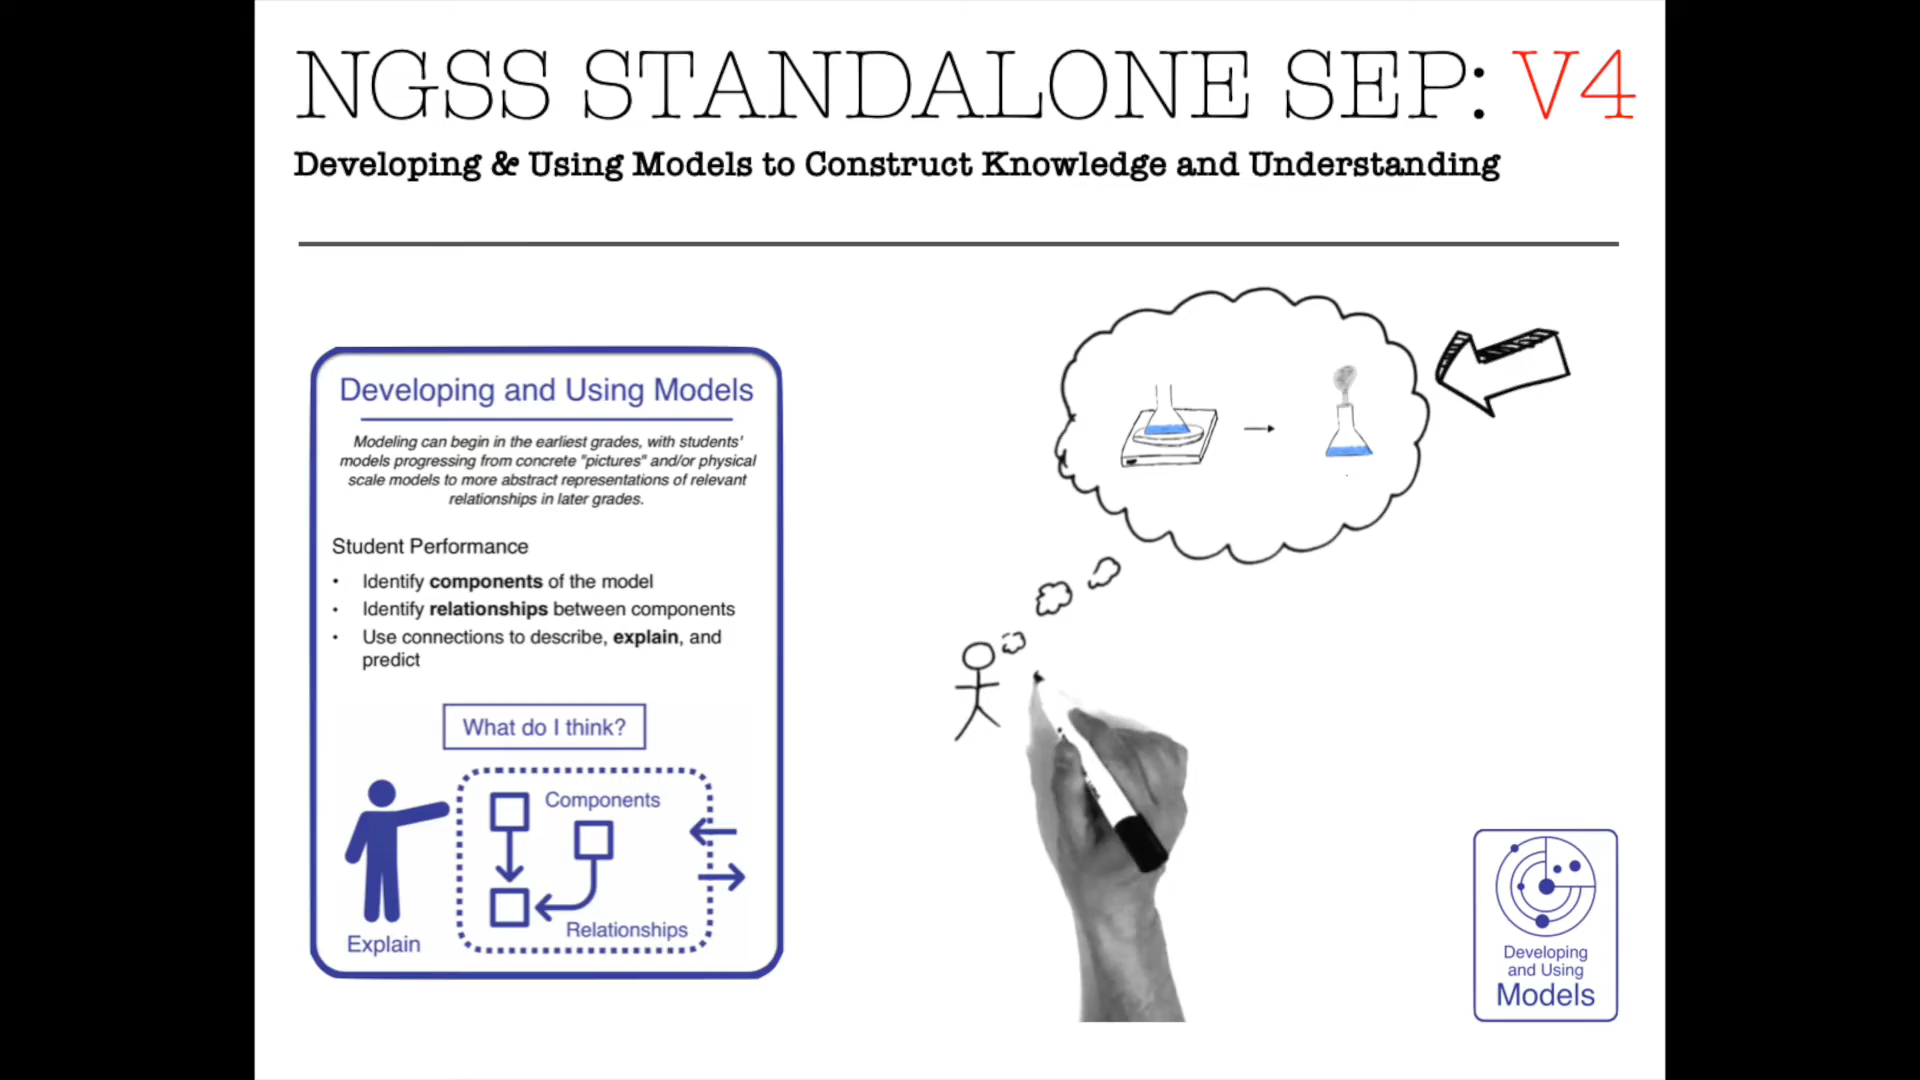 NGSS STANDALONE SEP: V4
Developing & Using Models to Construct Knowledge and Understanding
Developing and Using Models
Modeling can begin in the earliest grades, with students'
models progressing from concrete "pictures" and/or physical
scale models to more abstract representations of relevant
relationships in later grades.
Student Performance
• Identify components of the model
• Identify relationships between components
• Use connections to describe, explain, and
predict
What do I think?
Components
Relationships
Explain
Developing
and Using
Models